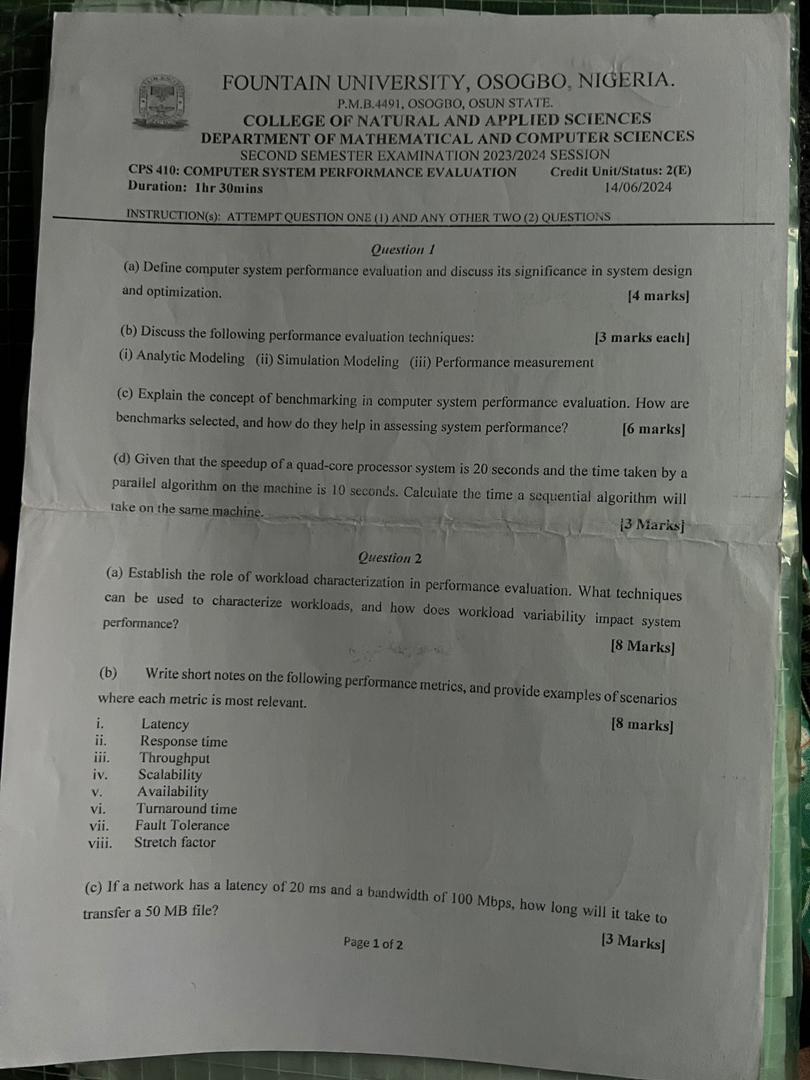 FOUNTAIN UNIVERSITY, OSOGBO, NIGERIA.
P.M.B.4491, OSOGBO, OSUN STATE.
COLLEGE OF NATURAL AND APPLIED SCIENCES
DEPARTMENT OF MATHEMATICAL AND COMPUTER SCIENCES
SECOND SEMESTER EXAMINATION 2023/2024 SESSION
CPS 410: COMPUTER SYSTEM PERFORMANCE EVALUATION Credit Unit/Status: 2(E)
Duration: 1hr 30mins 14/06/2024
INSTRUCTION(s): ATTEMPT QUESTION ONE (1) AND ANY OTHER TWO (2) QUESTIONS
Question 1
(a) Define computer system performance evaluation and discuss its significance in system design
and optimization. [4 marks]
(b) Discuss the following performance evaluation techniques: [3 marks each]
(i) Analytic Modeling (ii) Simulation Modeling (iii) Performance measurement
(c) Explain the concept of benchmarking in computer system performance evaluation. How are
benchmarks selected, and how do they help in assessing system performance? [6 marks]
(d) Given that the speedup of a quad-core processor system is 20 seconds and the time taken by a
parallel algorithm on the machine is 10 seconds. Calculate the time a sequential algorithm will
take on the same machine. [3 Marks]
Question 2
(a) Establish the role of workload characterization in performance evaluation. What techniques
can be used to characterize workloads, and how does workload variability impact system
performance?
[8 Marks]
(b) Write short notes on the following performance metrics, and provide examples of scenarios
where each metric is most relevant. [8 marks]
i. Latency
ii. Response time
iii. Throughput
iv. Scalability
v. Availability
vi. Turnaround time
vii. Fault Tolerance
viii. Stretch factor
(c) If a network has a latency of 20 ms and a bandwidth of 100 Mbps, how long will it take to
transfer a 50 MB file? [3 Marks]
Page 1 of 2